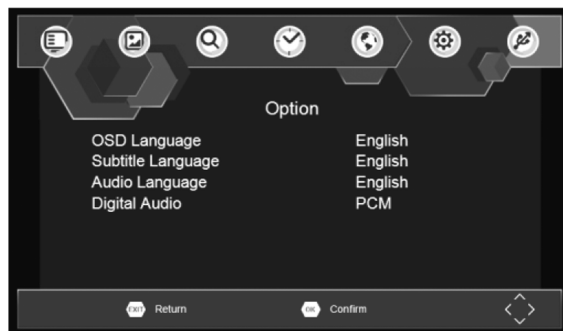 Option
OSD Language English
Subtitle Language English
Audio Language English
Digital Audio PCM
EXIT Return OK Confirm